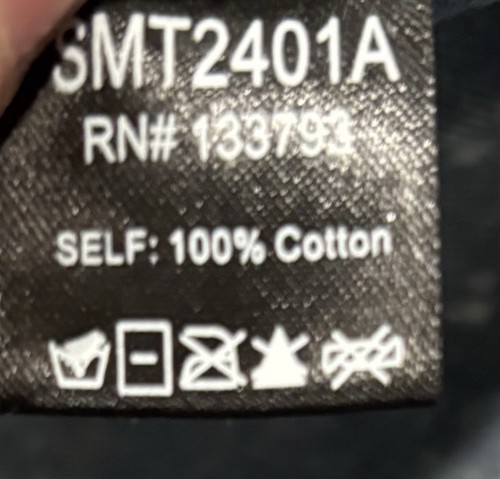 SMT2401A
RN# 133793
SELF: 100% Cotton